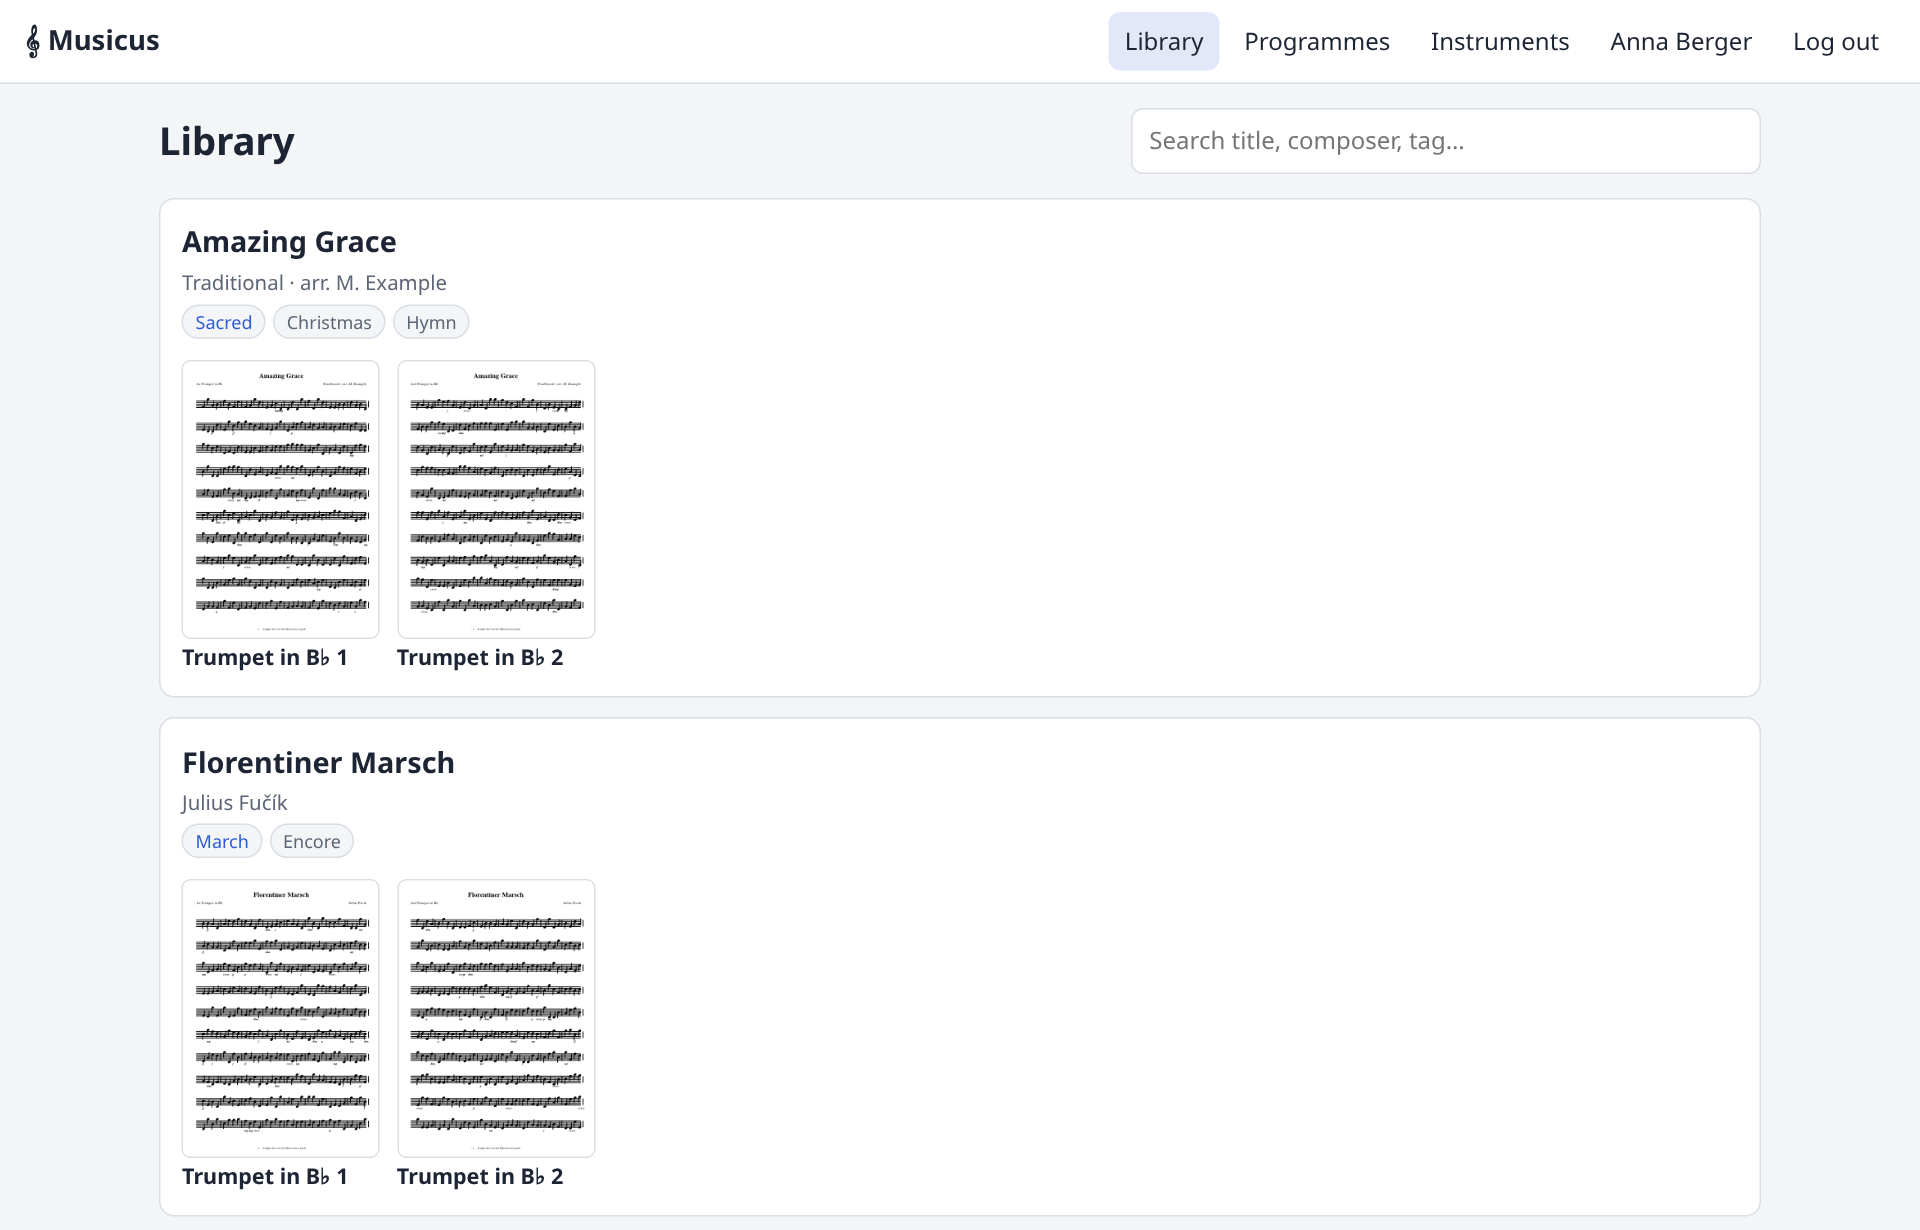 Musicus
Library
Programmes
Instruments
Anna Berger
Log out
Library
Search title, composer, tag...
Amazing Grace
Traditional · arr. M. Example
Sacred
Christmas
Hymn
Amazing Grace
Amazing Grace
Trumpet in B♭ 1
Trumpet in B♭ 2
Florentiner Marsch
Julius Fučík
March
Encore
Florentiner Marsch
Florentiner Marsch
Trumpet in B♭ 1
Trumpet in B♭ 2